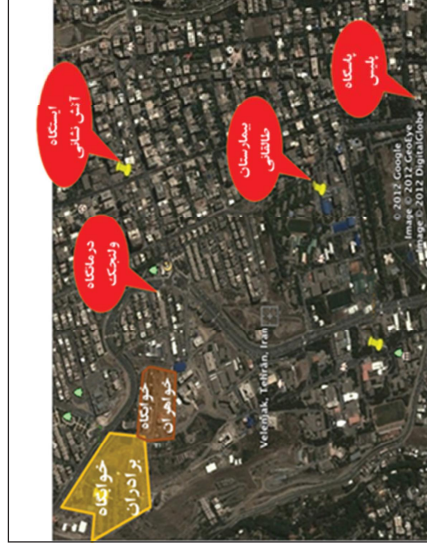 ایستگاه
آتش نشانی
درمانگاه
ولنجک
بیمارستان
طالقانی
پاسگاه
پلیس
خوابگاه
خواهران
خوابگاه
برادران
Velenjak, Tehran, Iran
© 2012 Google
Image © 2012 GeoEye
Image © 2012 DigitalGlobe